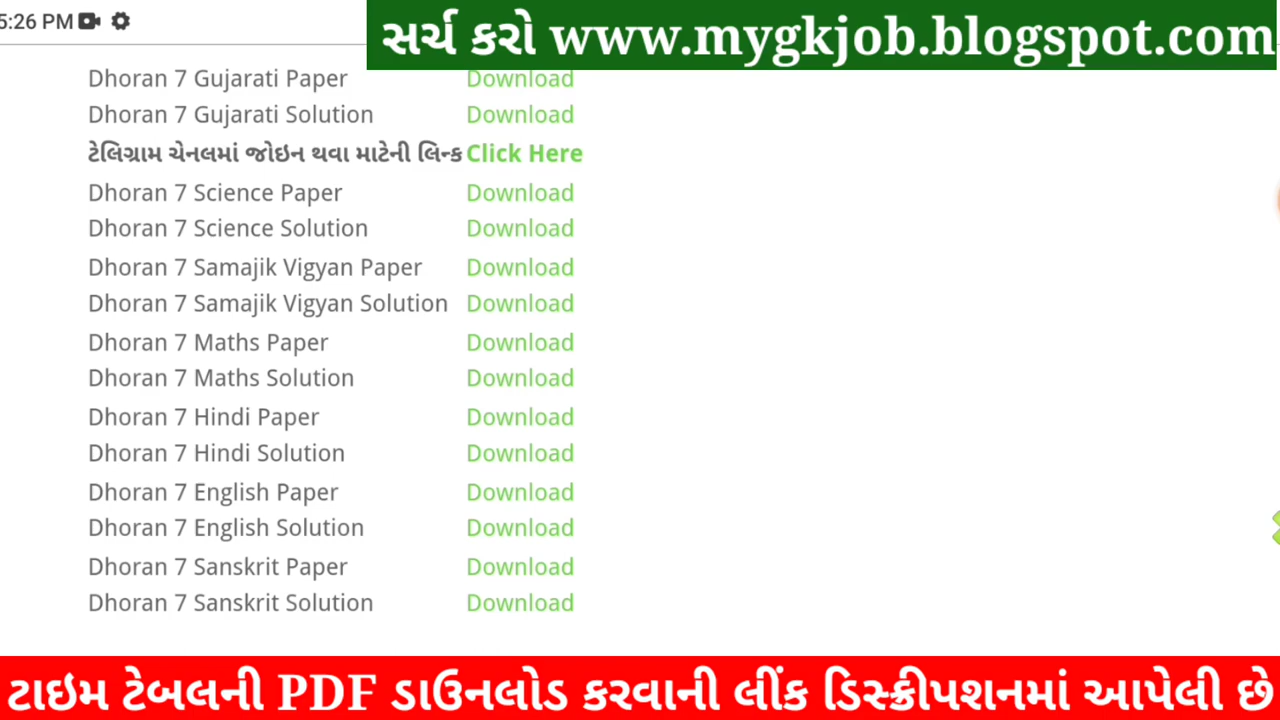 5:26 PM
સર્ચ કરો www.mygkjob.blogspot.com
Dhoran 7 Gujarati Paper Download
Dhoran 7 Gujarati Solution Download
ટેલિગ્રામ ચેનલમાં જોઇન થવા માટેની લિન્ક Click Here
Dhoran 7 Science Paper Download
Dhoran 7 Science Solution Download
Dhoran 7 Samajik Vigyan Paper Download
Dhoran 7 Samajik Vigyan Solution Download
Dhoran 7 Maths Paper Download
Dhoran 7 Maths Solution Download
Dhoran 7 Hindi Paper Download
Dhoran 7 Hindi Solution Download
Dhoran 7 English Paper Download
Dhoran 7 English Solution Download
Dhoran 7 Sanskrit Paper Download
Dhoran 7 Sanskrit Solution Download
ટાઇમ ટેબલની PDF ડાઉનલોડ કરવાની લીંક ડિસ્ક્રીપશનમાં આપેલી છે